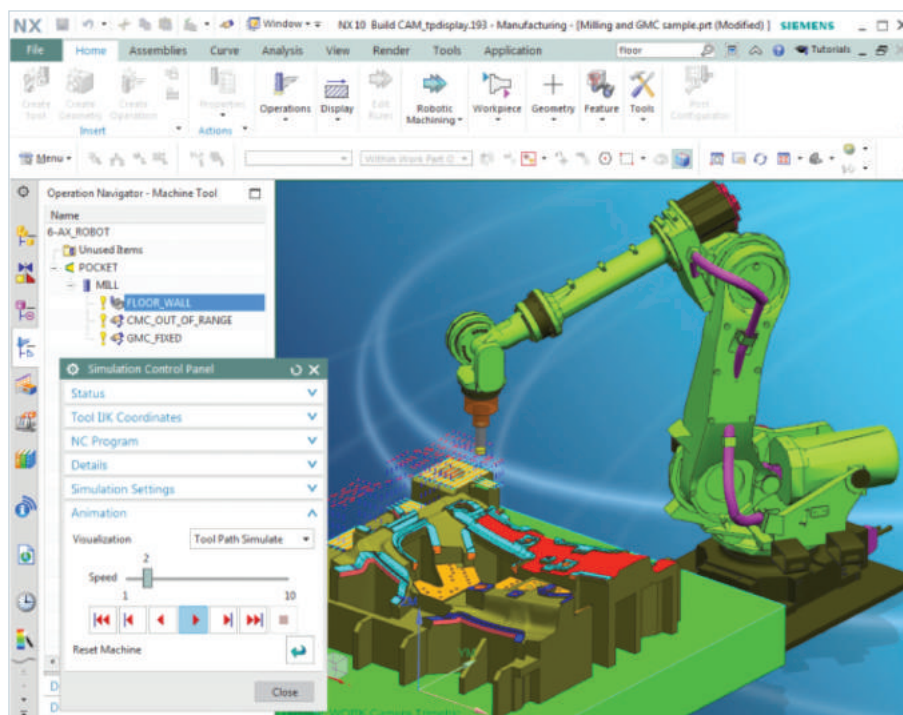 NX Window NX 10 Build CAM_tpdisplay.193 - Manufacturing - [Milling and GMC sample.prt (Modified) ] SIEMENS
File Home Assemblies Curve Analysis View Render Tools Application floor Tutorials
Create Tool Create Geometry Create Operation Properties Operations Display Edit Robotic Machining Workpiece Geometry Feature Tools Post Configurator
Insert Actions
Menu Within Work Part O
Operation Navigator - Machine Tool
Name
6-AX_ROBOT
Unused Items
POCKET
MILL
FLOOR_WALL
CMC_OUT_OF_RANGE
GMC_FIXED
Simulation Control Panel
Status
Tool IJK Coordinates
NC Program
Details
Simulation Settings
Animation
Visualization Tool Path Simulate
2
Speed
1 10
Reset Machine
Close